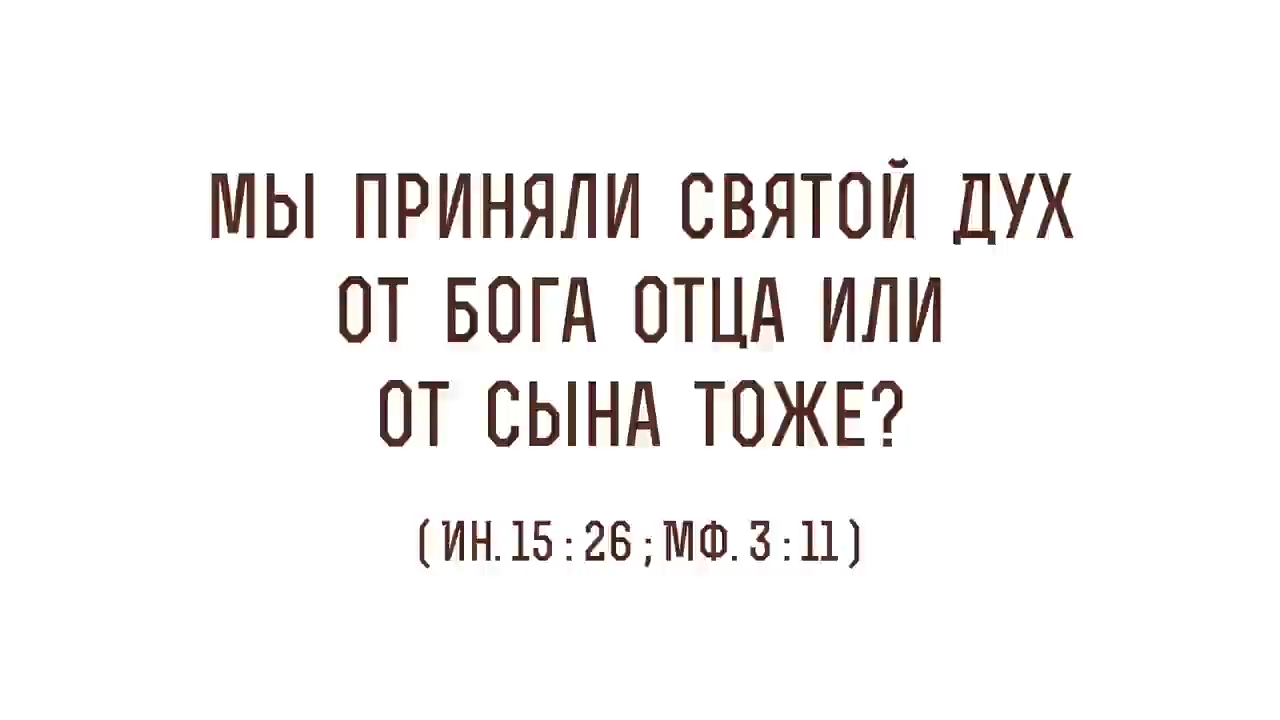 МЫ ПРИНЯЛИ СВЯТОЙ ДУХ
ОТ БОГА ОТЦА ИЛИ
ОТ СЫНА ТОЖЕ?
(ИН. 15 : 26 ; МФ. 3 : 11)